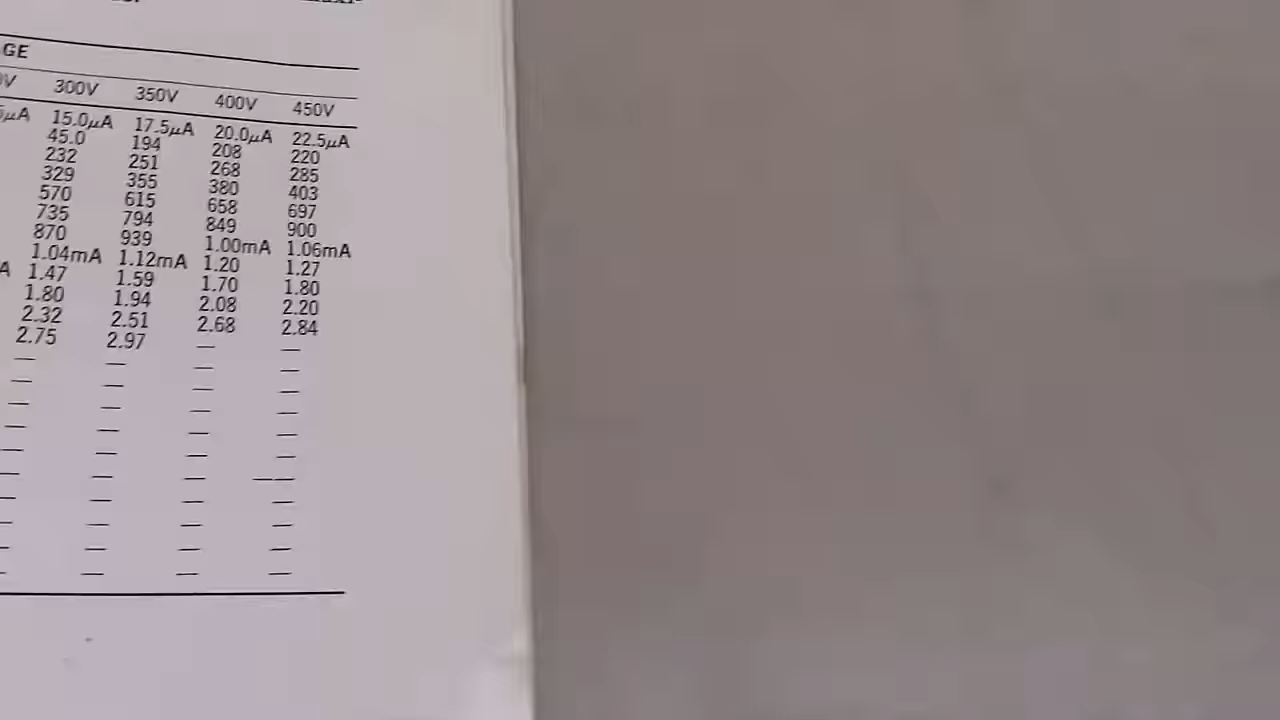 GE
300V 350V 400V 450V
15.0μA 17.5μA 20.0μA 22.5μA
45.0 194 208 220
232 251 268 285
329 355 380 403
570 615 658 697
735 794 849 900
870 939 1.00mA 1.06mA
1.04mA 1.12mA 1.20 1.27
A 1.47 1.59 1.70 1.80
1.80 1.94 2.08 2.20
2.32 2.51 2.68 2.84
2.75 2.97 — —
— — — —
— — — —
— — — —
— — — —
— — — —
— — — ——
— — — —
— — — —
— — — —
— — — —